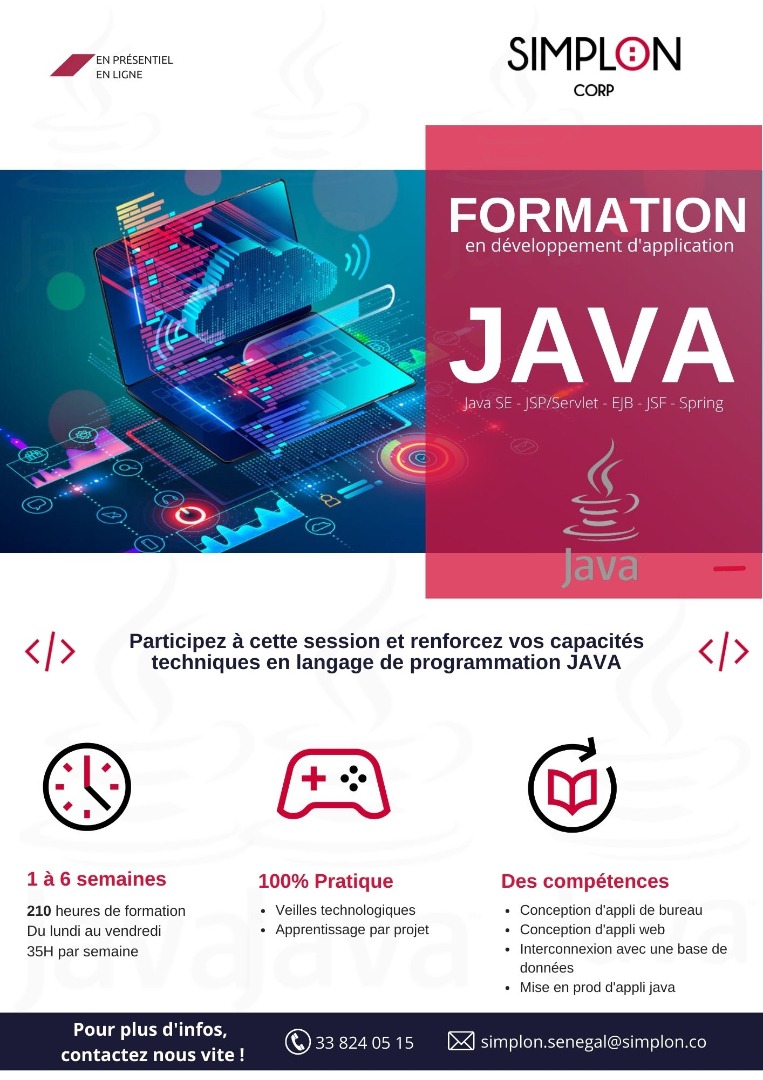 EN PRÉSENTIEL
EN LIGNE
SIMPLON
CORP
FORMATION
en développement d'application
JAVA
Java SE - JSP/Servlet - EJB - JSF - Spring
Java
Participez à cette session et renforcez vos capacités
techniques en langage de programmation JAVA
1 à 6 semaines
210 heures de formation
Du lundi au vendredi
35H par semaine
100% Pratique
• Veilles technologiques
• Apprentissage par projet
Des compétences
• Conception d'appli de bureau
• Conception d'appli web
• Interconnexion avec une base de
données
• Mise en prod d'appli java
Pour plus d'infos,
contactez nous vite !
33 824 05 15
simplon.senegal@simplon.co